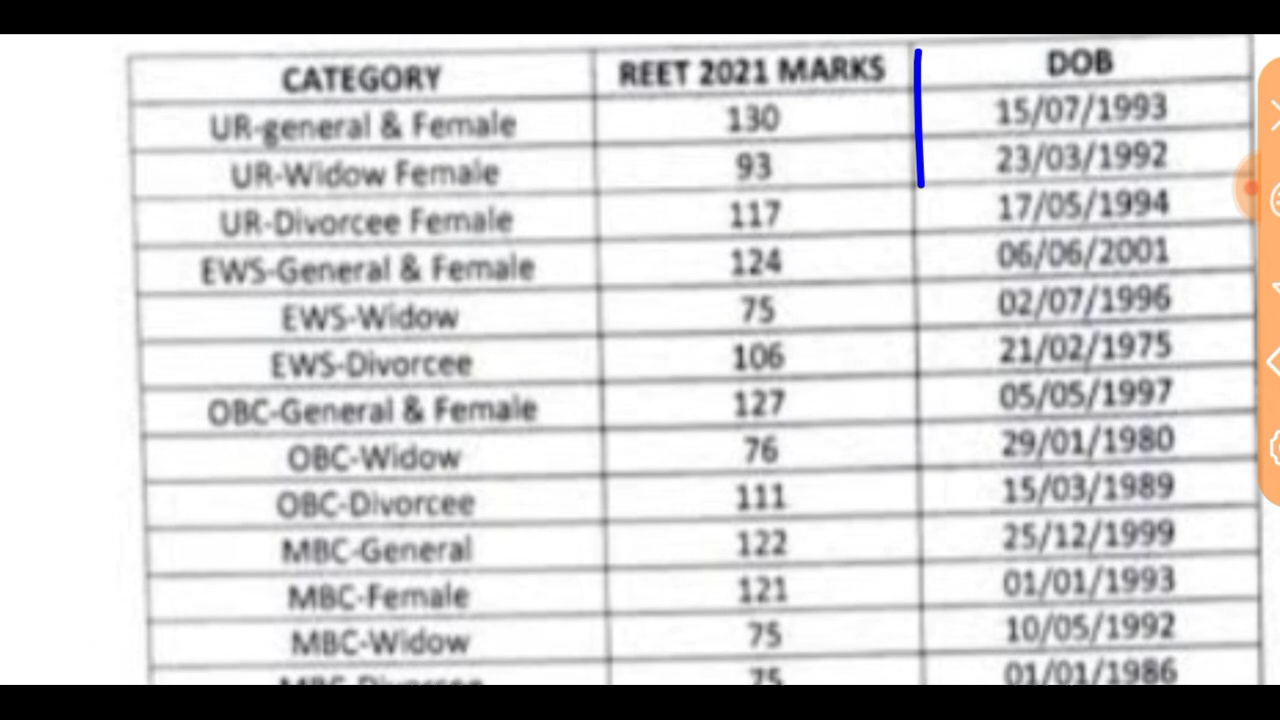 CATEGORY REET 2021 MARKS DOB
UR-general & Female 130 15/07/1993
UR-Widow Female 93 23/03/1992
UR-Divorcee Female 117 17/05/1994
EWS-General & Female 124 06/06/2001
EWS-Widow 75 02/07/1996
EWS-Divorcee 106 21/02/1975
OBC-General & Female 127 05/05/1997
OBC-Widow 76 29/01/1980
OBC-Divorcee 111 15/03/1989
MBC-General 122 25/12/1999
MBC-Female 121 01/01/1993
MBC-Widow 75 10/05/1992
MBC-Divorcee 75 01/01/1986